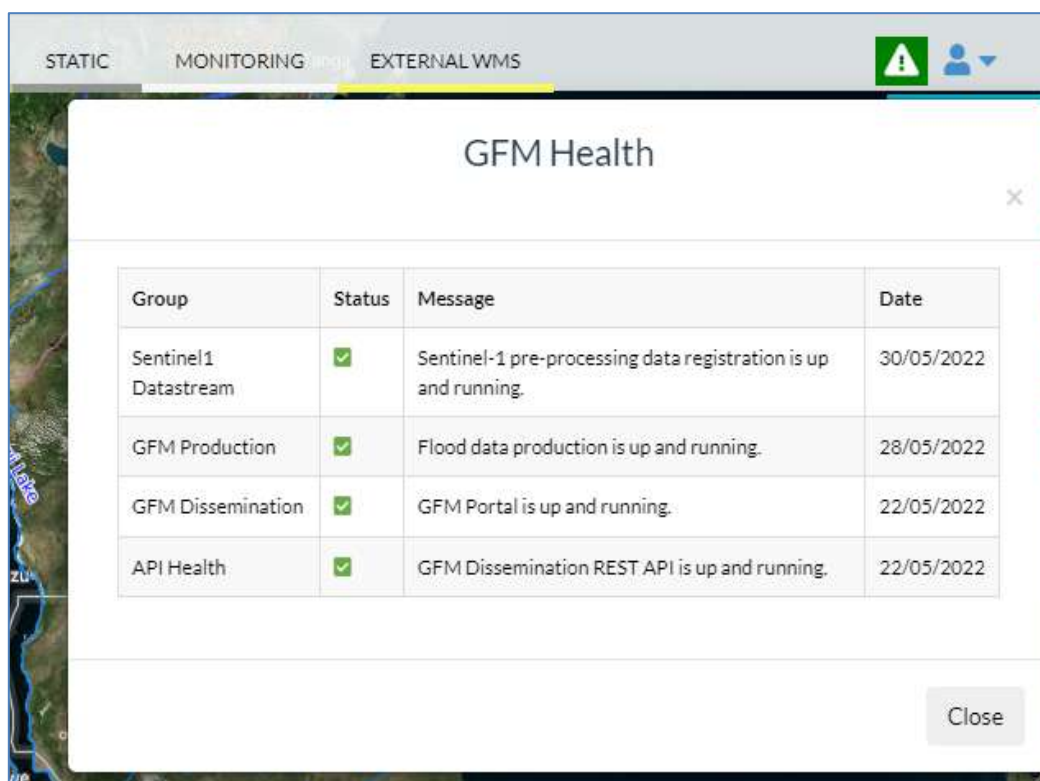 STATIC MONITORING EXTERNAL WMS
GFM Health
×
Group Status Message Date
Sentinel1 Datastream Sentinel-1 pre-processing data registration is up and running. 30/05/2022
GFM Production Flood data production is up and running. 28/05/2022
GFM Dissemination GFM Portal is up and running. 22/05/2022
API Health GFM Dissemination REST API is up and running. 22/05/2022
Lake
zu
Close